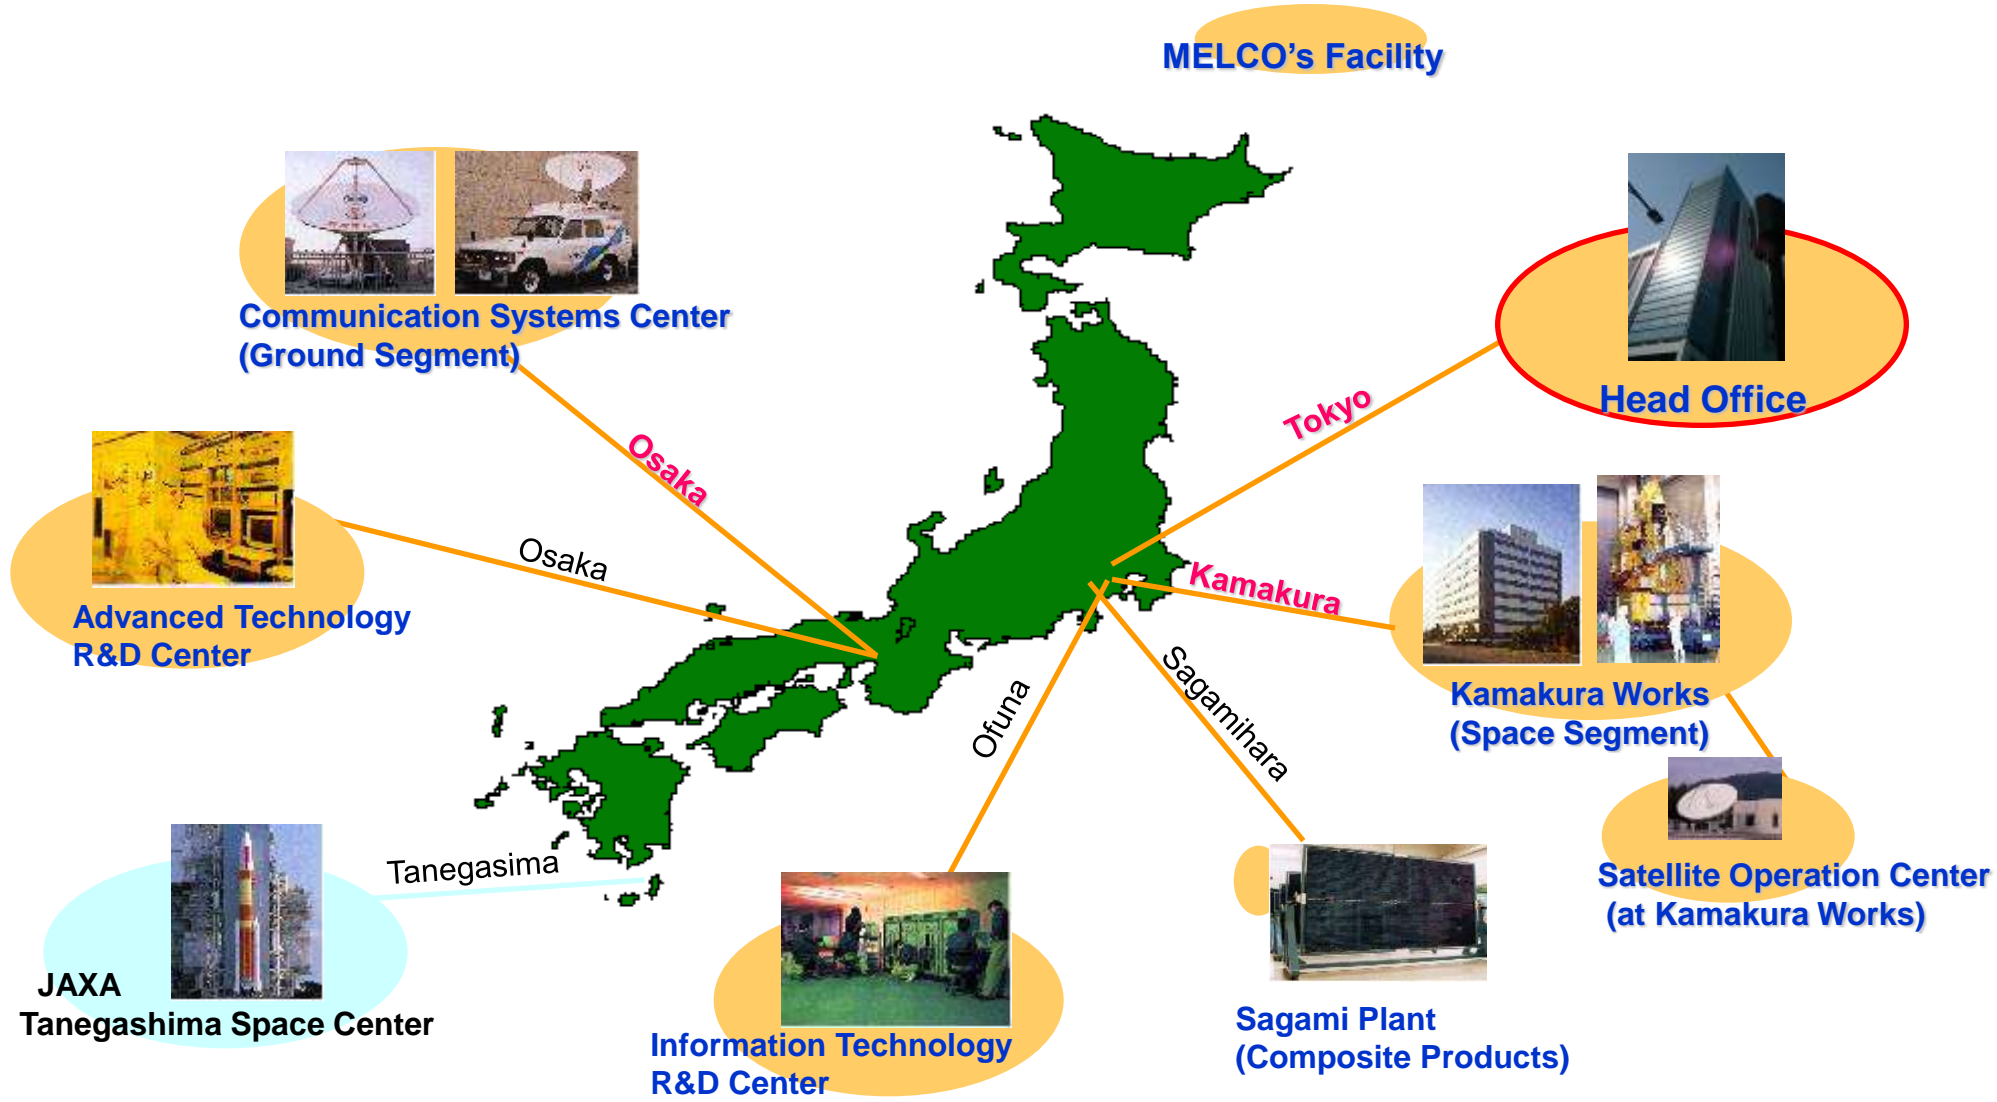 MELCO's Facility
Communication Systems Center
(Ground Segment)
Head Office
Tokyo
Osaka
Advanced Technology
R&D Center
Osaka
Kamakura
Kamakura Works
(Space Segment)
Ofuna
Sagamihara
Satellite Operation Center
(at Kamakura Works)
Tanegasima
JAXA
Tanegashima Space Center
Information Technology
R&D Center
Sagami Plant
(Composite Products)